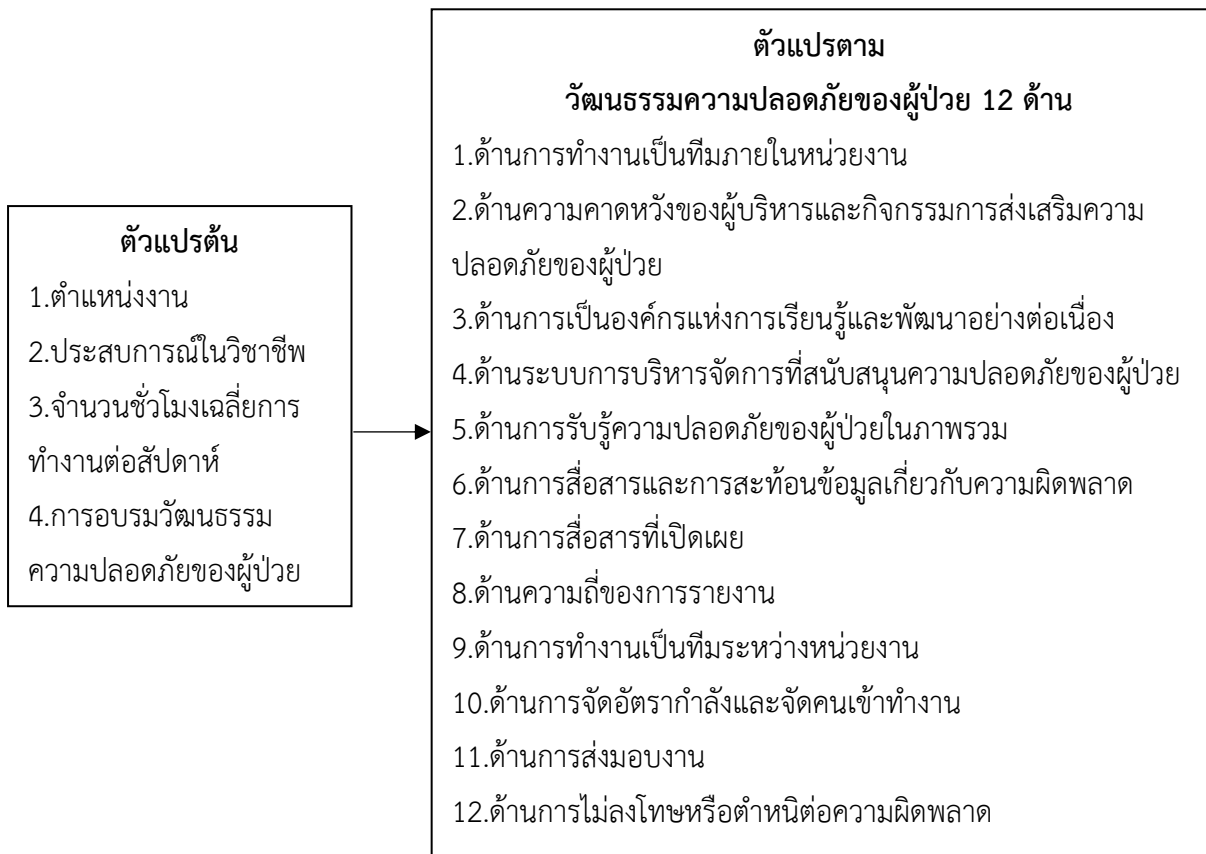 ตัวแปรต้น
1.ตำแหน่งงาน
2.ประสบการณ์ในวิชาชีพ
3.จำนวนชั่วโมงเฉลี่ยการ
ทำงานต่อสัปดาห์
4.การอบรมวัฒนธรรม
ความปลอดภัยของผู้ป่วย
ตัวแปรตาม
วัฒนธรรมความปลอดภัยของผู้ป่วย 12 ด้าน
1.ด้านการทำงานเป็นทีมภายในหน่วยงาน
2.ด้านความคาดหวังของผู้บริหารและกิจกรรมการส่งเสริมความ
ปลอดภัยของผู้ป่วย
3.ด้านการเป็นองค์กรแห่งการเรียนรู้และพัฒนาอย่างต่อเนื่อง
4.ด้านระบบการบริหารจัดการที่สนับสนุนความปลอดภัยของผู้ป่วย
5.ด้านการรับรู้ความปลอดภัยของผู้ป่วยในภาพรวม
6.ด้านการสื่อสารและการสะท้อนข้อมูลเกี่ยวกับความผิดพลาด
7.ด้านการสื่อสารที่เปิดเผย
8.ด้านความถี่ของการรายงาน
9.ด้านการทำงานเป็นทีมระหว่างหน่วยงาน
10.ด้านการจัดอัตรากำลังและจัดคนเข้าทำงาน
11.ด้านการส่งมอบงาน
12.ด้านการไม่ลงโทษหรือตำหนิต่อความผิดพลาด